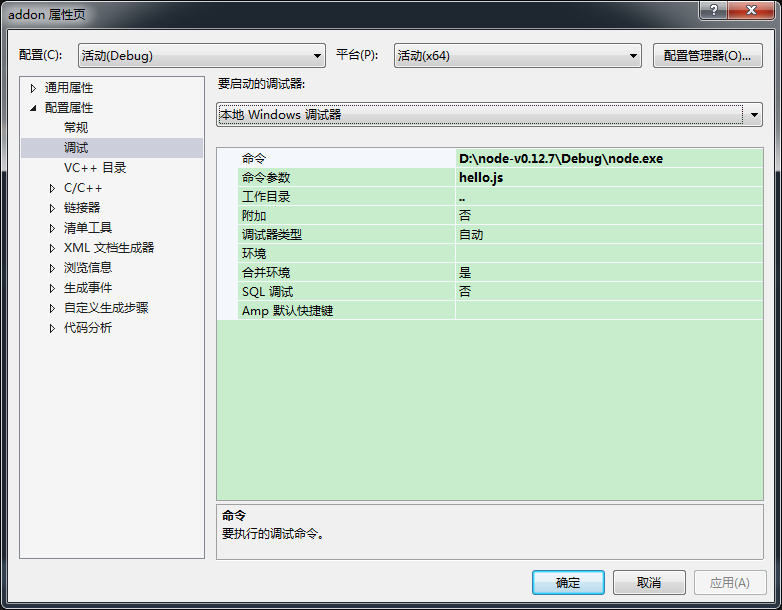 addon 属性页
配置(C): 活动(Debug) 平台(P): 活动(x64) 配置管理器(O)...
通用属性
配置属性
常规
调试
VC++ 目录
C/C++
链接器
清单工具
XML 文档生成器
浏览信息
生成事件
自定义生成步骤
代码分析
要启动的调试器:
本地 Windows 调试器
命令 D:\node-v0.12.7\Debug\node.exe
命令参数 hello.js
工作目录 ..
附加 否
调试器类型 自动
环境
合并环境 是
SQL 调试 否
Amp 默认快捷键
命令
要执行的调试命令。
确定 取消 应用(A)